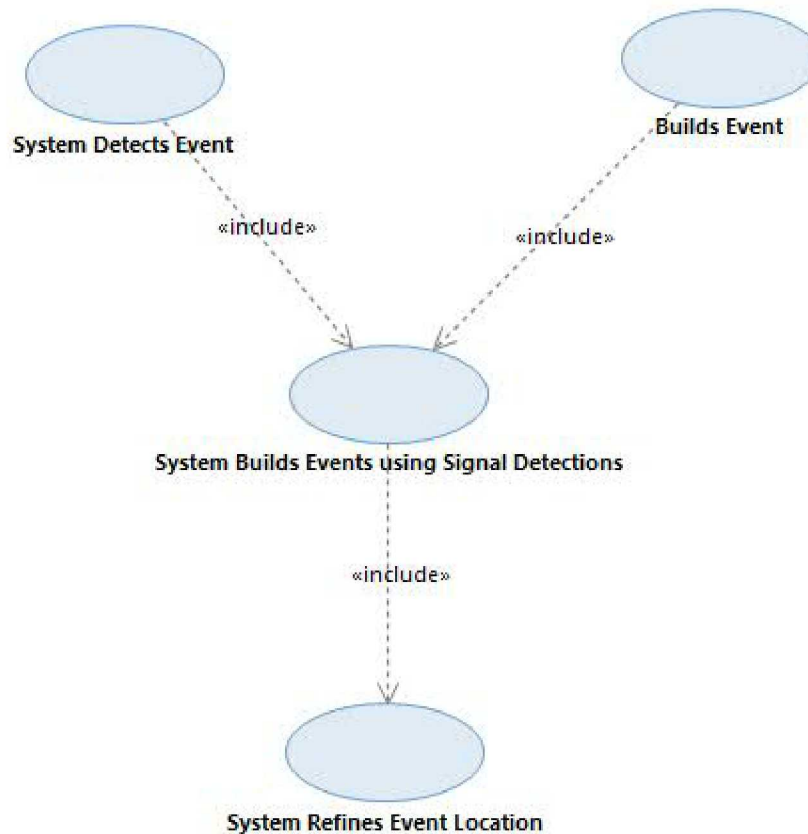 System Detects Event
Builds Event
«include»
«include»
System Builds Events using Signal Detections
«include»
System Refines Event Location